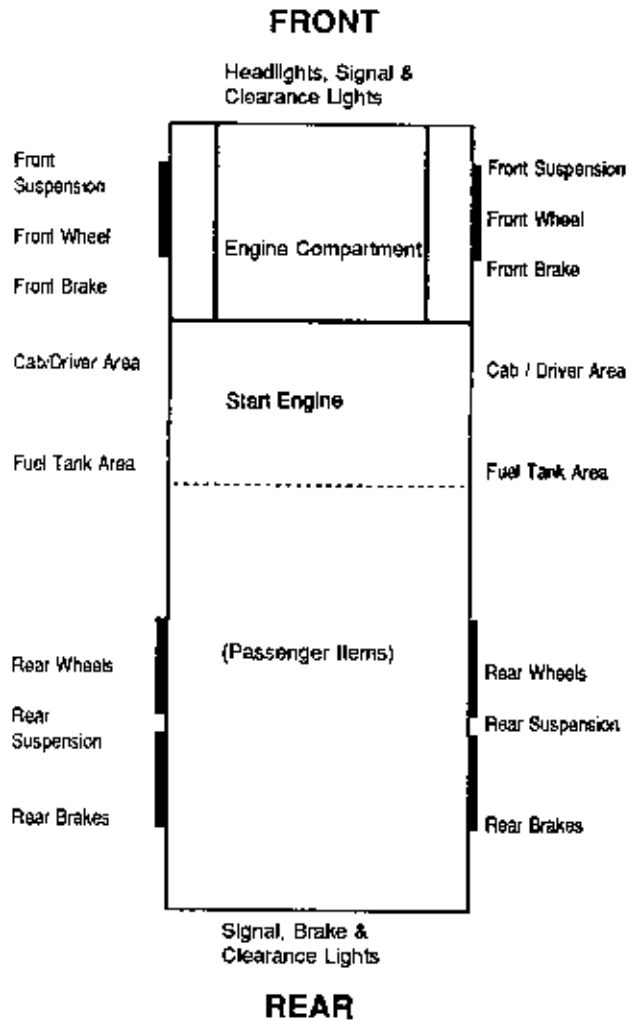 FRONT
Headlights, Signal &
Clearance Lights
Front
Suspension
Front Suspension
Front Wheel
Front Wheel
Engine Compartment
Front Brake
Front Brake
Cab/Driver Area
Cab / Driver Area
Start Engine
Fuel Tank Area
Fuel Tank Area
(Passenger Items)
Rear Wheels
Rear Wheels
Rear
Suspension
Rear Suspension
Rear Brakes
Rear Brakes
Signal, Brake &
Clearance Lights
REAR